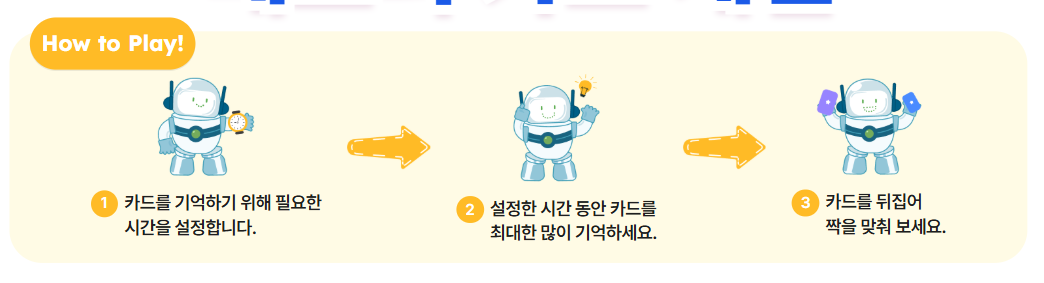 How to Play!
1 카드를 기억하기 위해 필요한
시간을 설정합니다.
2 설정한 시간 동안 카드를
최대한 많이 기억하세요.
3 카드를 뒤집어
짝을 맞춰 보세요.